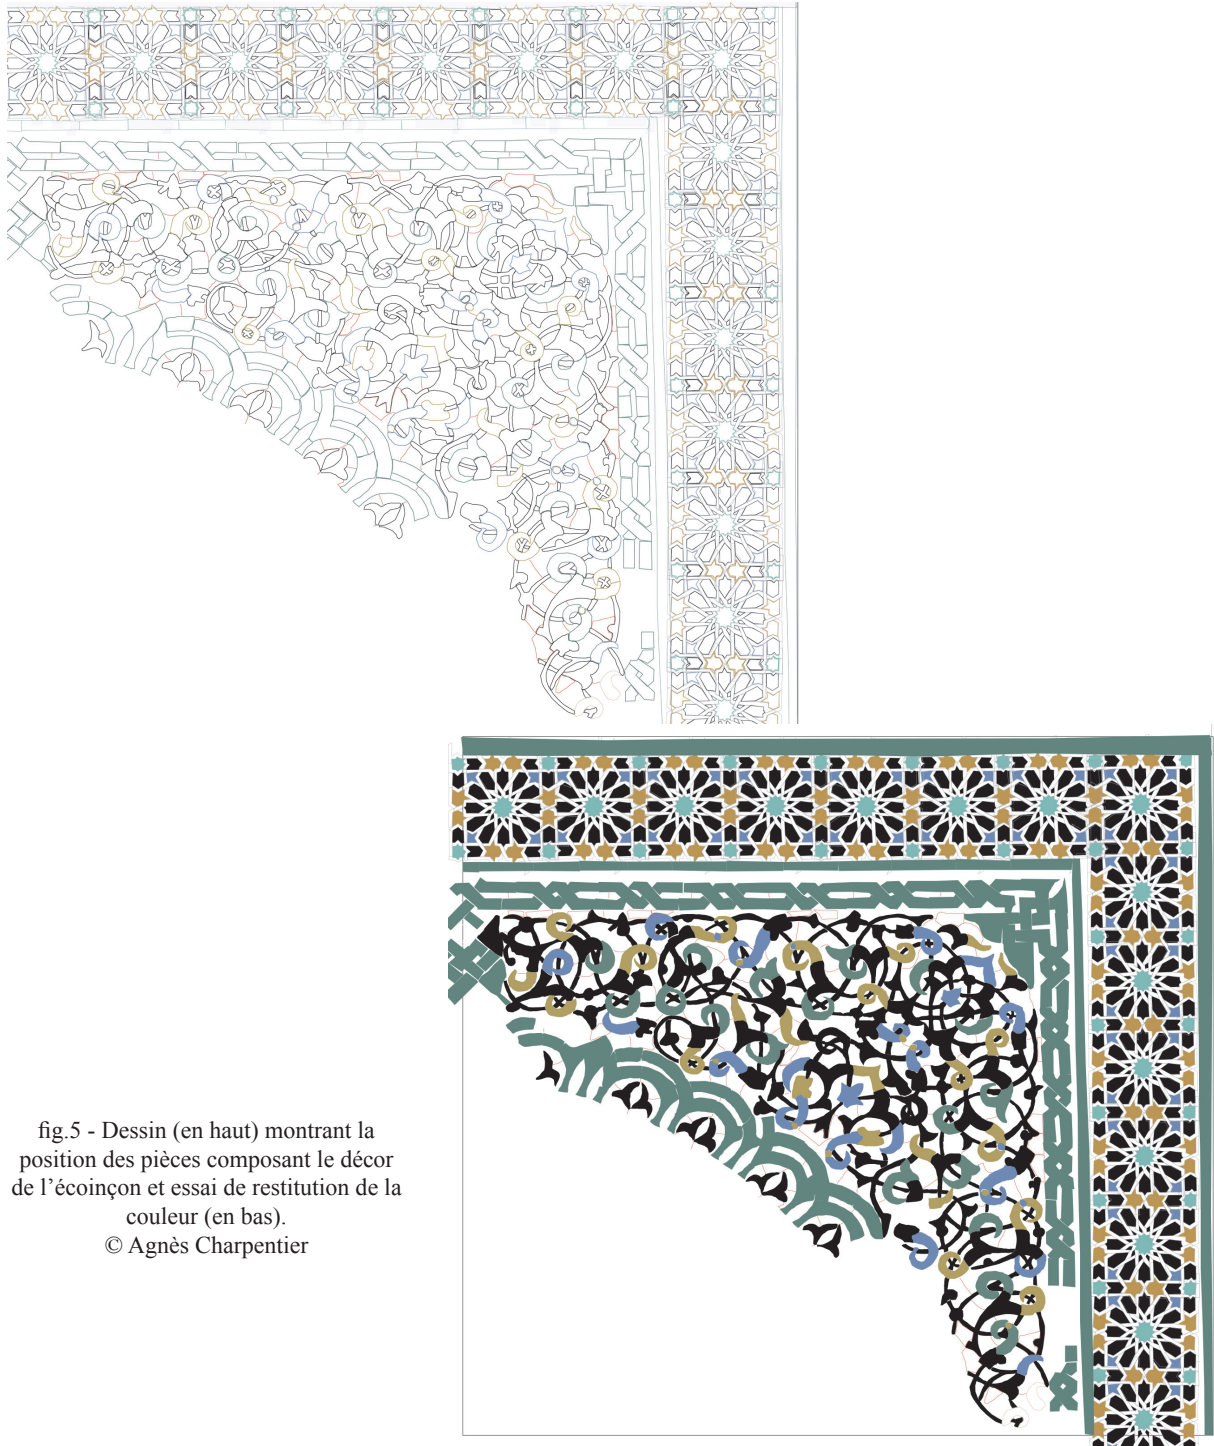 fig.5 - Dessin (en haut) montrant la
position des pièces composant le décor
de l’écoinçon et essai de restitution de la
couleur (en bas).
© Agnès Charpentier